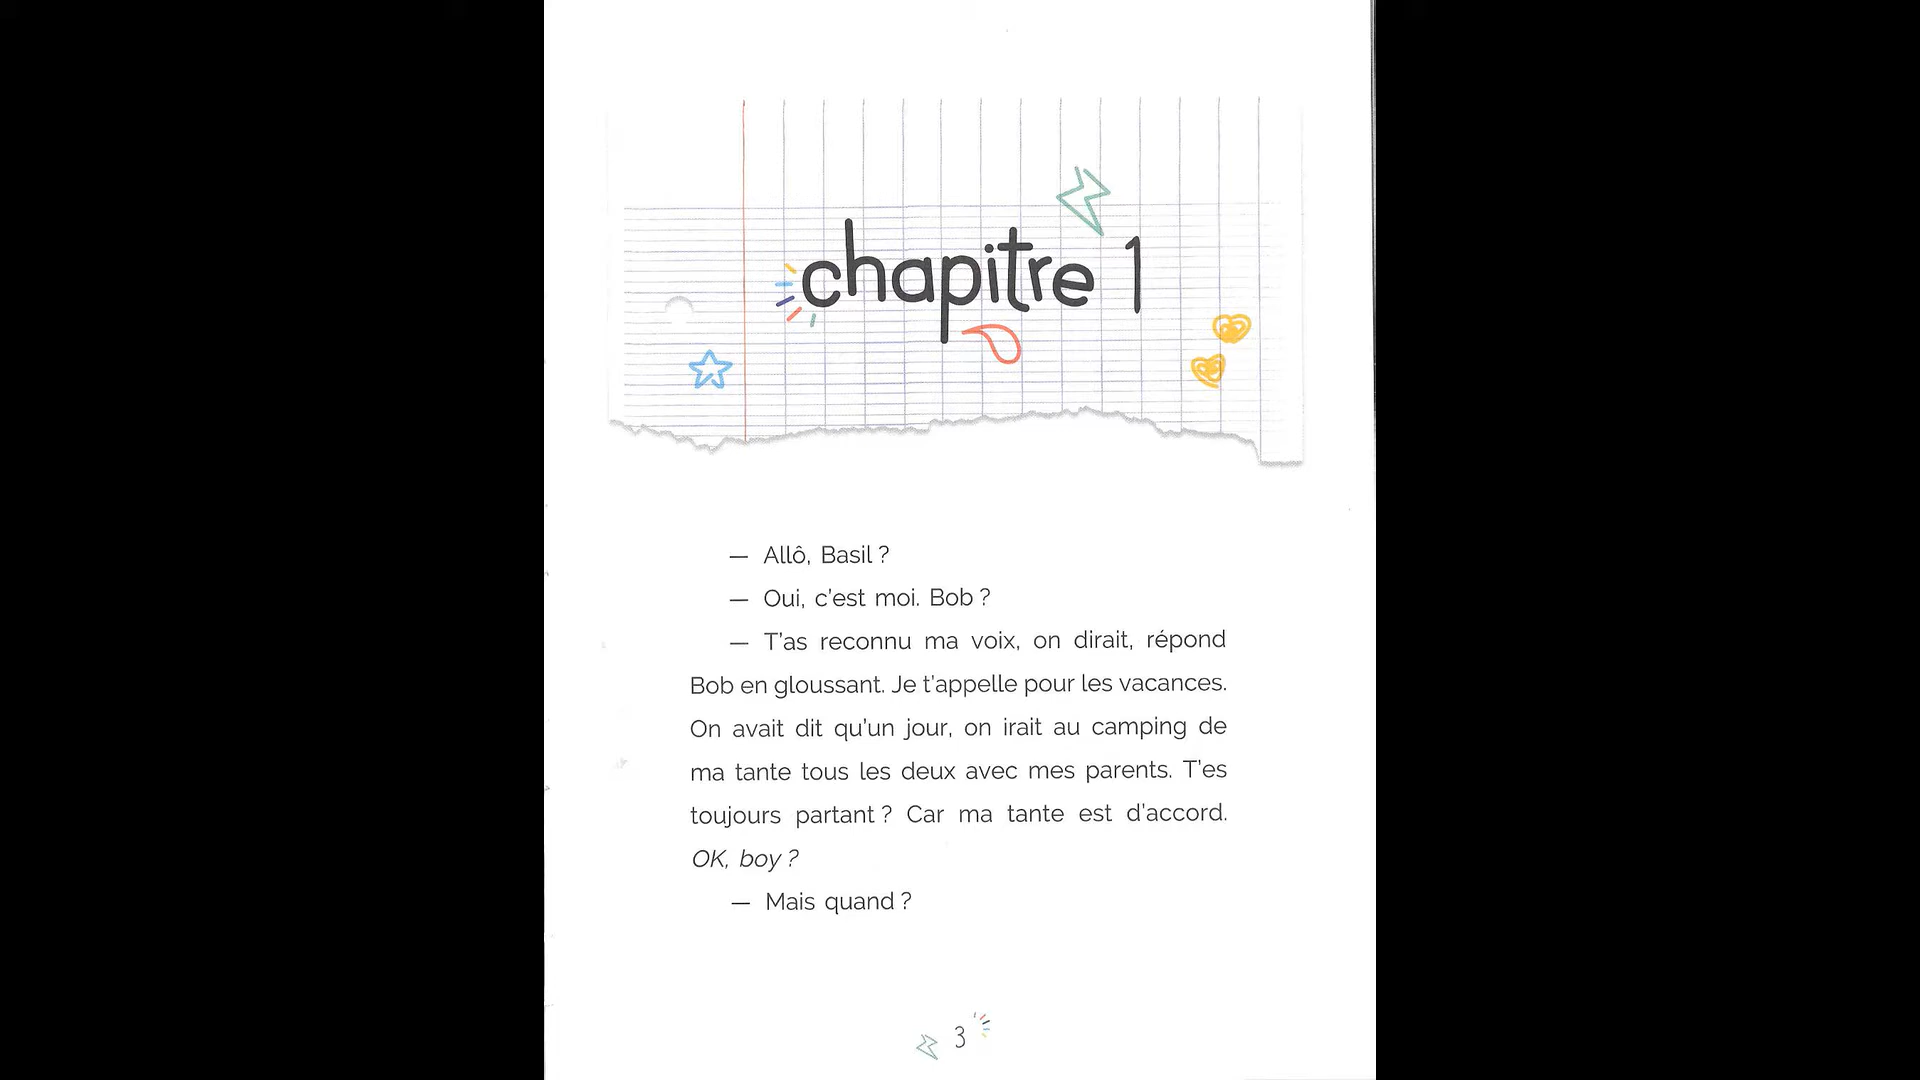 chapitre 1
— Allô, Basil ?
— Oui, c’est moi. Bob ?
— T’as reconnu ma voix, on dirait, répond
Bob en gloussant. Je t’appelle pour les vacances.
On avait dit qu’un jour, on irait au camping de
ma tante tous les deux avec mes parents. T’es
toujours partant ? Car ma tante est d’accord.
OK, boy ?
— Mais quand ?
3